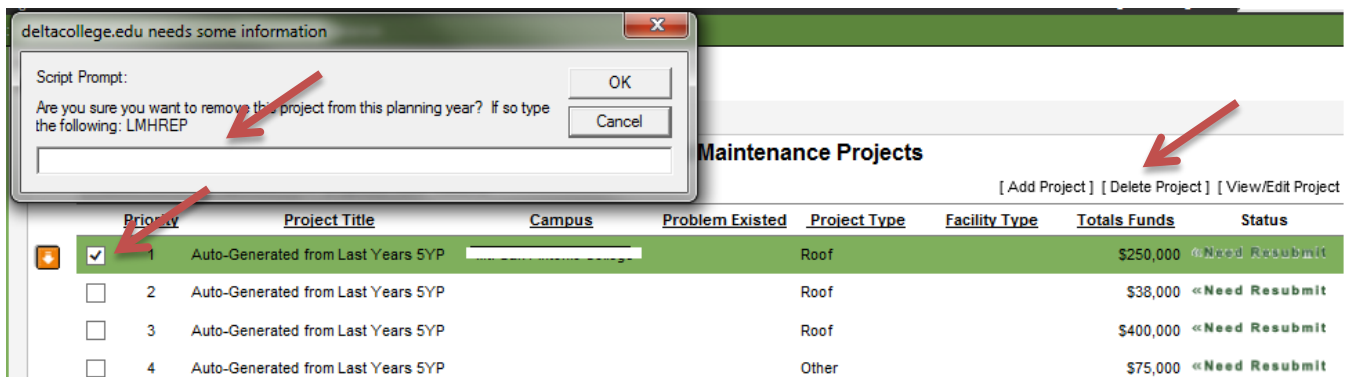 deltacollege.edu needs some information
x
Script Prompt:
OK
Are you sure you want to remove this project from this planning year? If so type
the following: LMHREP
Cancel
Maintenance Projects
[ Add Project ] [ Delete Project ] [ View/Edit Project
Priority Project Title Campus Problem Existed Project Type Facility Type Totals Funds Status
1 Auto-Generated from Last Years 5YP Roof $250,000 «Need Resubmit
2 Auto-Generated from Last Years 5YP Roof $38,000 «Need Resubmit
3 Auto-Generated from Last Years 5YP Roof $400,000 «Need Resubmit
4 Auto-Generated from Last Years 5YP Other $75,000 «Need Resubmit